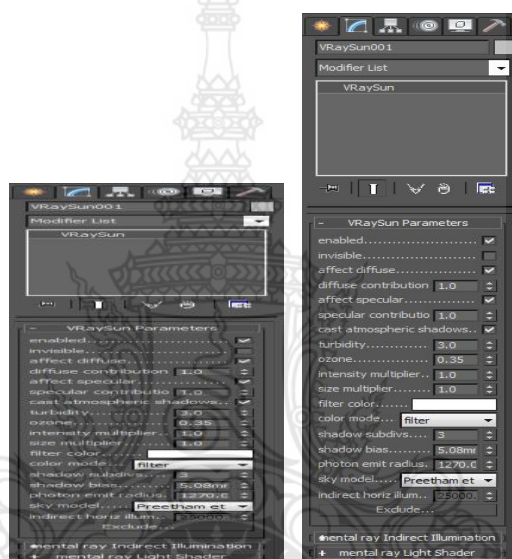 VRaySun001
Modifier List
VRaySun
- VRaySun Parameters
enabled
invisible
affect diffuse
diffuse contribution 1.0
affect specular
specular contributio 1.0
cast atmospheric shadows
turbidity 3.0
ozone 0.35
intensity multiplier 1.0
size multiplier 1.0
filter color
color mode filter
shadow subdivs 3
shadow bias 5.08mr
photon emit radius 1270.0
sky model Preetham et
indirect horiz illum
Exclude...
mental ray Indirect Illumination
+ mental ray Light Shader
VRaySun001
Modifier List
VRaySun
- VRaySun Parameters
enabled........................
invisible........................
affect diffuse................
diffuse contribution 1.0
affect specular...............
specular contributio 1.0
cast atmospheric shadows..
turbidity.............. 3.0
ozone.................. 0.35
intensity multiplier.. 1.0
size multiplier....... 1.0
filter color......
color mode... filter
shadow subdivs... 3
shadow bias....... 5.08mr
photon emit radius. 1270.0
sky model.... Preetham et
indirect horiz illum.. 25000.
Exclude...
mental ray Indirect Illumination
+ mental ray Light Shader